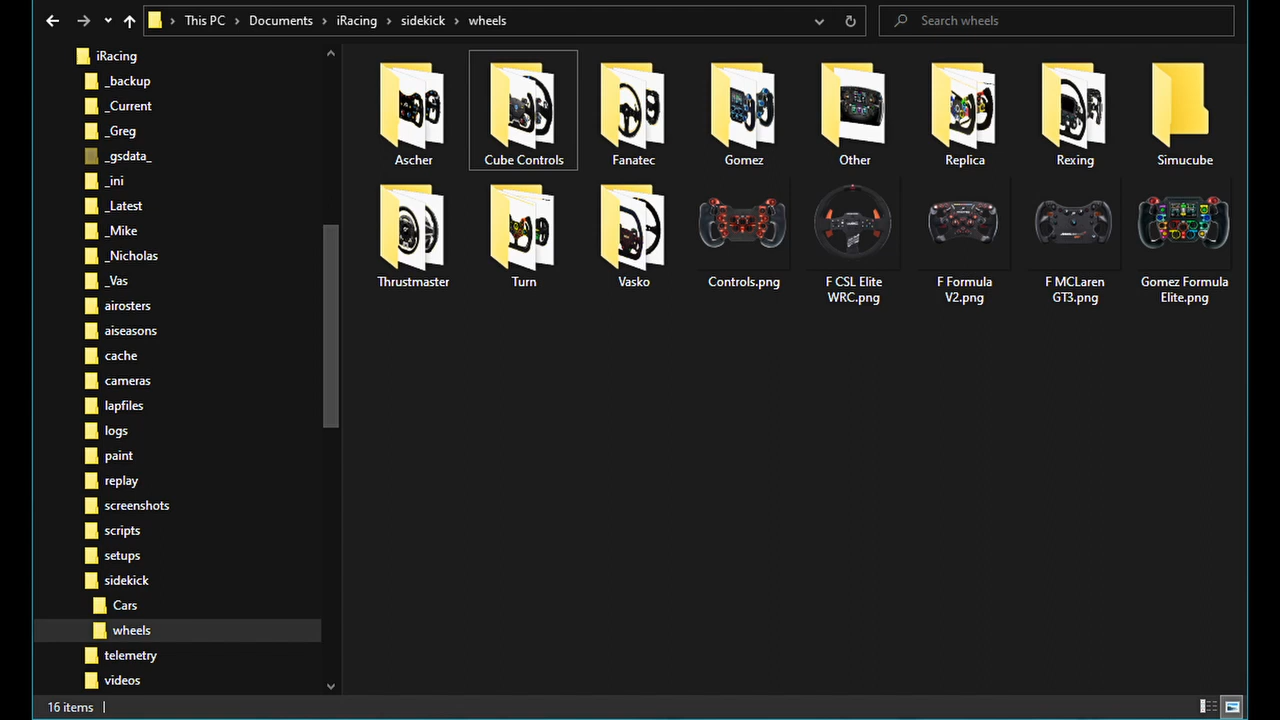 This PC
Documents
iRacing
sidekick
wheels
Search wheels
iRacing
_backup
_Current
_Greg
_gsdata_
_ini
_Latest
_Mike
_Nicholas
_Vas
airosters
aiseasons
cache
cameras
lapfiles
logs
paint
replay
screenshots
scripts
setups
sidekick
Cars
wheels
telemetry
videos
Ascher
Cube Controls
Fanatec
Gomez
Other
Replica
Rexing
Simucube
Thrustmaster
Turn
Vasko
Controls.png
F CSL Elite
WRC.png
F Formula
V2.png
F MCLaren
GT3.png
Gomez Formula
Elite.png
16 items